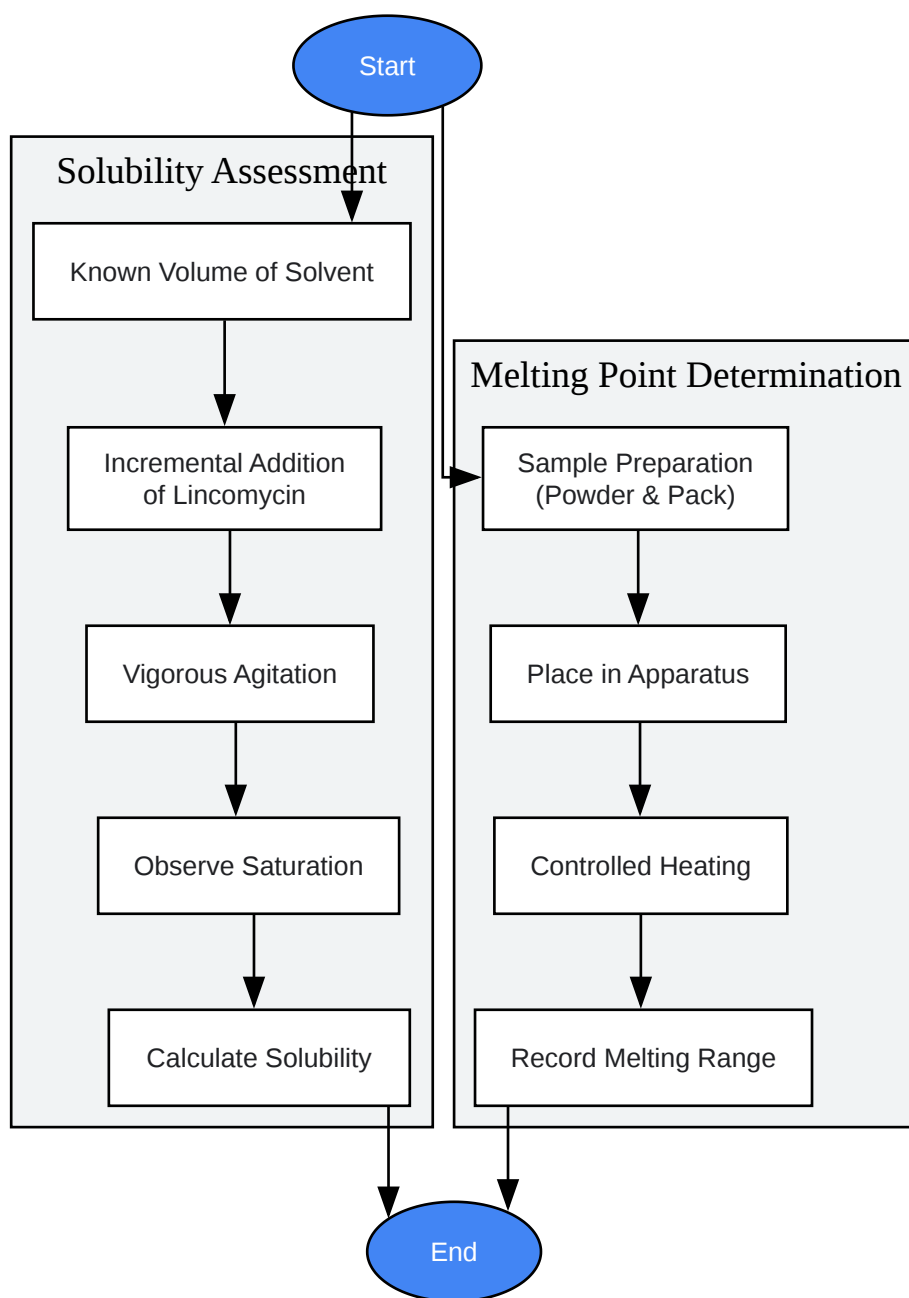 Start
Solubility Assessment
Known Volume of Solvent
Incremental Addition
of Lincomycin
Vigorous Agitation
Observe Saturation
Calculate Solubility
Melting Point Determination
Sample Preparation
(Powder & Pack)
Place in Apparatus
Controlled Heating
Record Melting Range
End